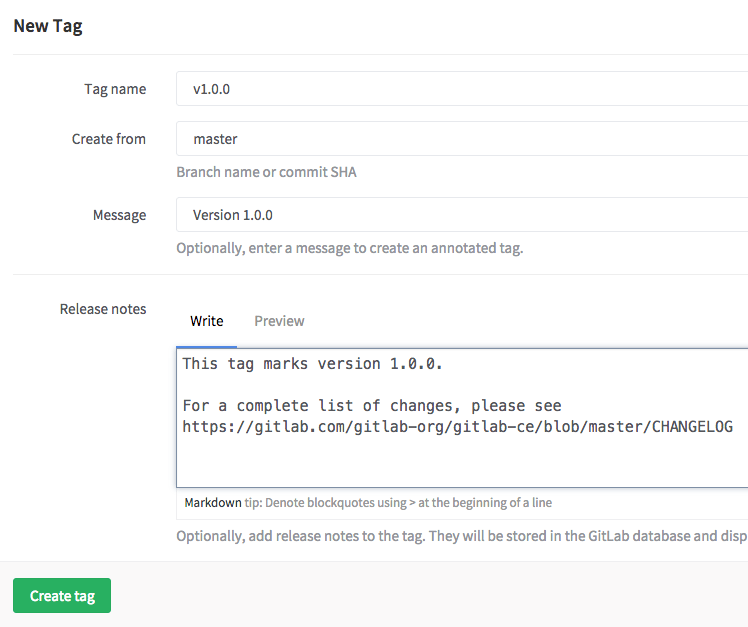 New Tag
Tag name
v1.0.0
Create from
master
Branch name or commit SHA
Message
Version 1.0.0
Optionally, enter a message to create an annotated tag.
Release notes
Write Preview
This tag marks version 1.0.0.
For a complete list of changes, please see
https://gitlab.com/gitlab-org/gitlab-ce/blob/master/CHANGELOG
Markdown tip: Denote blockquotes using > at the beginning of a line
Optionally, add release notes to the tag. They will be stored in the GitLab database and disp
Create tag